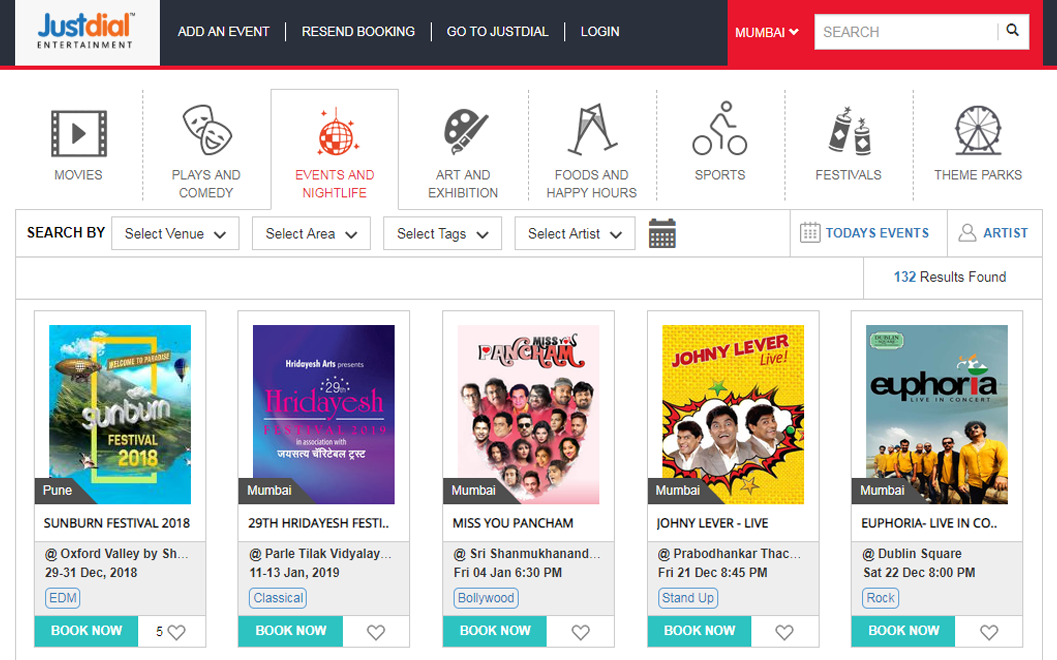 Justdial™
ENTERTAINMENT
ADD AN EVENT
RESEND BOOKING
GO TO JUSTDIAL
LOGIN
MUMBAI
SEARCH
MOVIES
PLAYS AND
COMEDY
EVENTS AND
NIGHTLIFE
ART AND
EXHIBITION
FOODS AND
HAPPY HOURS
SPORTS
FESTIVALS
THEME PARKS
SEARCH BY
Select Venue
Select Area
Select Tags
Select Artist
TODAYS EVENTS
ARTIST
132 Results Found
WELCOME TO PARADISE
sunburn
FESTIVAL
2018
Pune
SUNBURN FESTIVAL 2018
@ Oxford Valley by Sh...
29-31 Dec, 2018
EDM
BOOK NOW
5
Hridayesh Arts presents
29th
Hridayesh
FESTIVAL 2019
in association with
जयसत्य चॅरिटेबल ट्रस्ट
Mumbai
29TH HRIDAYESH FESTI..
@ Parle Tilak Vidyalay...
11-13 Jan, 2019
Classical
BOOK NOW
MISS YOU
PANCHAM
Mumbai
MISS YOU PANCHAM
@ Sri Shanmukhanand...
Fri 04 Jan 6:30 PM
Bollywood
BOOK NOW
JOHNY LEVER
Live!
Mumbai
JOHNY LEVER - LIVE
@ Prabodhankar Thac...
Fri 21 Dec 8:45 PM
Stand Up
BOOK NOW
DUBLIN
SQUARE
euphoria
LIVE IN CONCERT
Mumbai
EUPHORIA- LIVE IN CO..
@ Dublin Square
Sat 22 Dec 8:00 PM
Rock
BOOK NOW